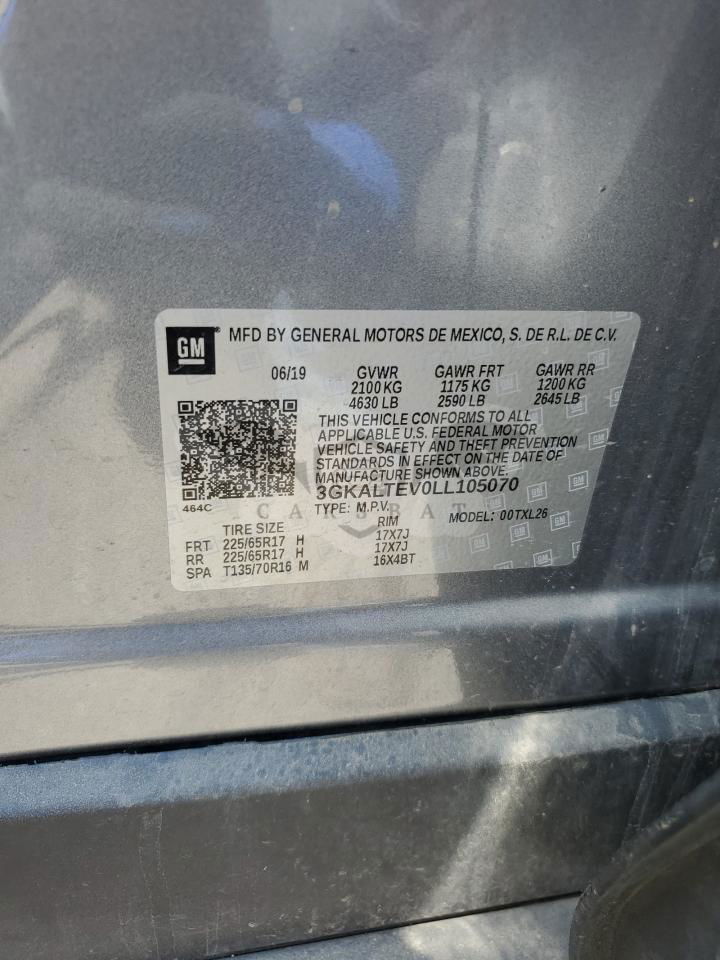 GM ® MFD BY GENERAL MOTORS DE MEXICO, S. DE R.L. DE C.V.
06/19 GVWR GAWR FRT GAWR RR
2100 KG 1175 KG 1200 KG
4630 LB 2590 LB 2645 LB
THIS VEHICLE CONFORMS TO ALL
APPLICABLE U.S. FEDERAL MOTOR
VEHICLE SAFETY AND THEFT PREVENTION
STANDARDS IN EFFECT ON THE DATE OF
MANUFACTURE SHOWN ABOVE.
3GKALTEV0LL105070
464C
TYPE: M.P.V. MODEL: 00TXL26
CARSBAT
TIRE SIZE RIM
FRT 225/65R17 H 17X7J
RR 225/65R17 H 17X7J
SPA T135/70R16 M 16X4BT